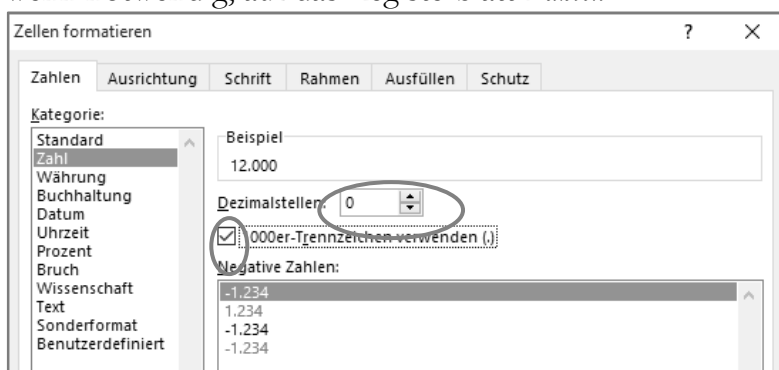 Zellen formatieren ? ×
Zahlen Ausrichtung Schrift Rahmen Ausfüllen Schutz
Kategorie:
Standard
Zahl
Währung
Buchhaltung
Datum
Uhrzeit
Prozent
Bruch
Wissenschaft
Text
Sonderformat
Benutzerdefiniert
Beispiel
12.000
Dezimalstellen: 0
1000er-Trennzeichen verwenden (.)
Negative Zahlen:
-1.234
1.234
-1.234
-1.234